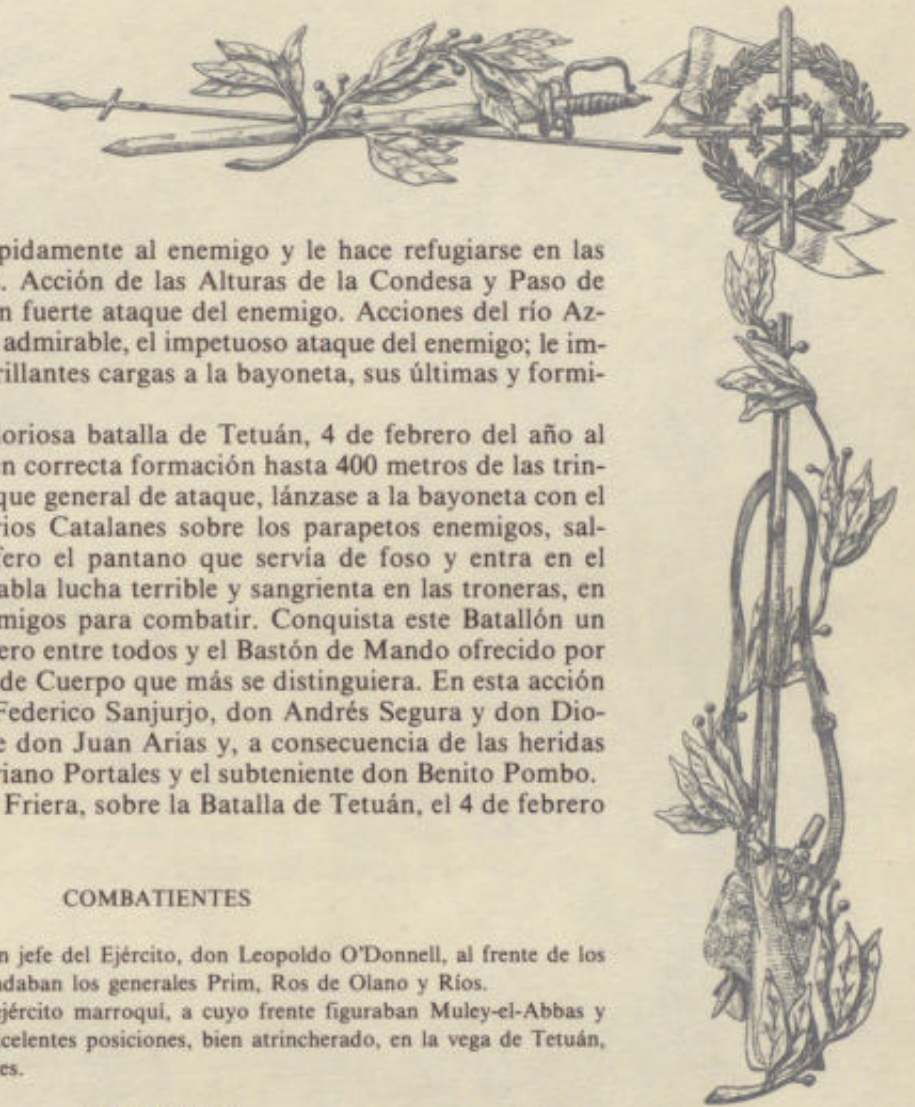 pidamente al enemigo y le hace refugiarse en las
. Acción de las Alturas de la Condesa y Paso de
n fuerte ataque del enemigo. Acciones del río Az-
admirable, el impetuoso ataque del enemigo; le im-
rillantes cargas a la bayoneta, sus últimas y formi-
loriosa batalla de Tetuán, 4 de febrero del año al
en correcta formación hasta 400 metros de las trin-
que general de ataque, lánzase a la bayoneta con el
rios Catalanes sobre los parapetos enemigos, sal-
fero el pantano que servía de foso y entra en el
abla lucha terrible y sangrienta en las troneras, en
migos para combatir. Conquista este Batallón un
ero entre todos y el Bastón de Mando ofrecido por
de Cuerpo que más se distinguiera. En esta acción
Federico Sanjurjo, don Andrés Segura y don Dio-
e don Juan Arias y, a consecuencia de las heridas
riano Portales y el subteniente don Benito Pombo.
Friera, sobre la Batalla de Tetuán, el 4 de febrero
COMBATIENTES
n jefe del Ejército, don Leopoldo O'Donnell, al frente de los
ndaban los generales Prim, Ros de Olano y Ríos.
ejército marroquí, a cuyo frente figuraban Muley-el-Abbas y
xcelentes posiciones, bien atrincherado, en la vega de Tetuán,
es.